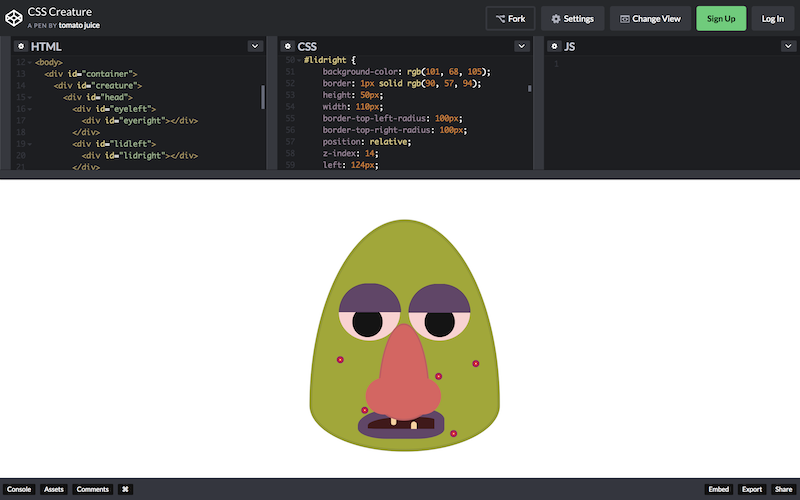 CSS Creature
A PEN BY tomato juice
Fork
Settings
Change View
Sign Up
Log In
HTML
12 <body>
13 <div id="container">
14 <div id="creature">
15 <div id="head">
16 <div id="eyeleft">
17 <div id="eyeright"></div>
18 </div>
19 <div id="lidleft">
20 <div id="lidright"></div>
21 </div>
CSS
50 #lidright {
51 background-color: rgb(101, 68, 105);
52 border: 1px solid rgb(90, 57, 94);
53 height: 50px;
54 width: 110px;
55 border-top-left-radius: 100px;
56 border-top-right-radius: 100px;
57 position: relative;
58 z-index: 14;
59 left: 124px;
JS
1
Console
Assets
Comments
⌘
Embed
Export
Share